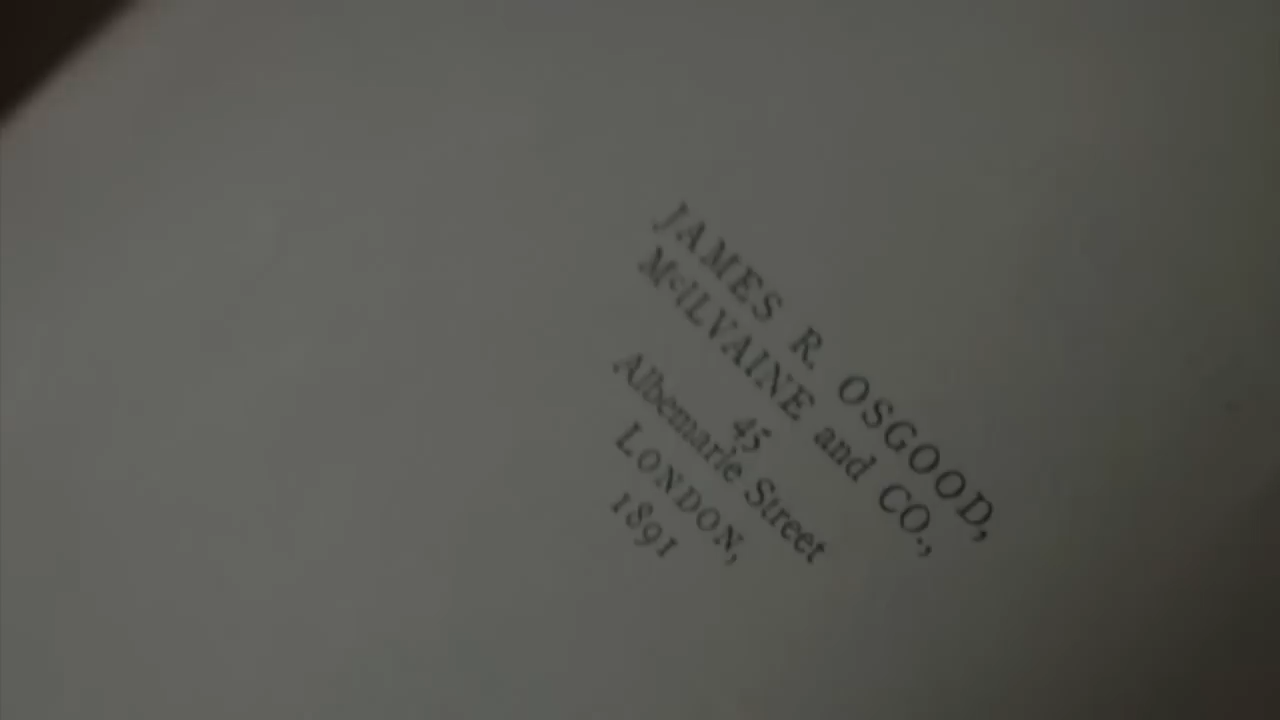 JAMES R. OSGOOD,
McILVAINE and CO.,
45
Albemarle Street
LONDON,
1891